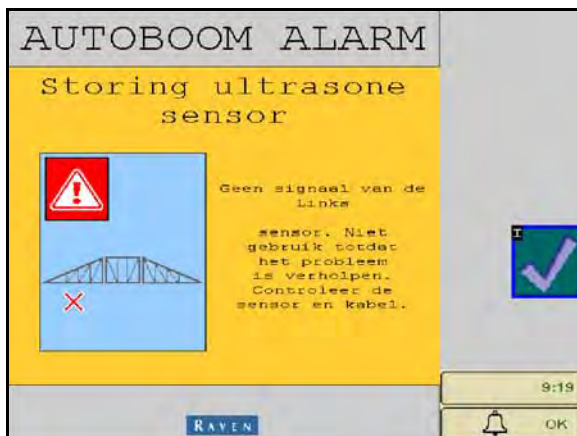 AUTOBOOM ALARM
Storing ultrasone
sensor
Geen signaal van de
Links
sensor. Niet
gebruik totdat
het probleem
is verholpen.
Controleer de
sensor en kabel.
I
9:19
OK
RAVEN